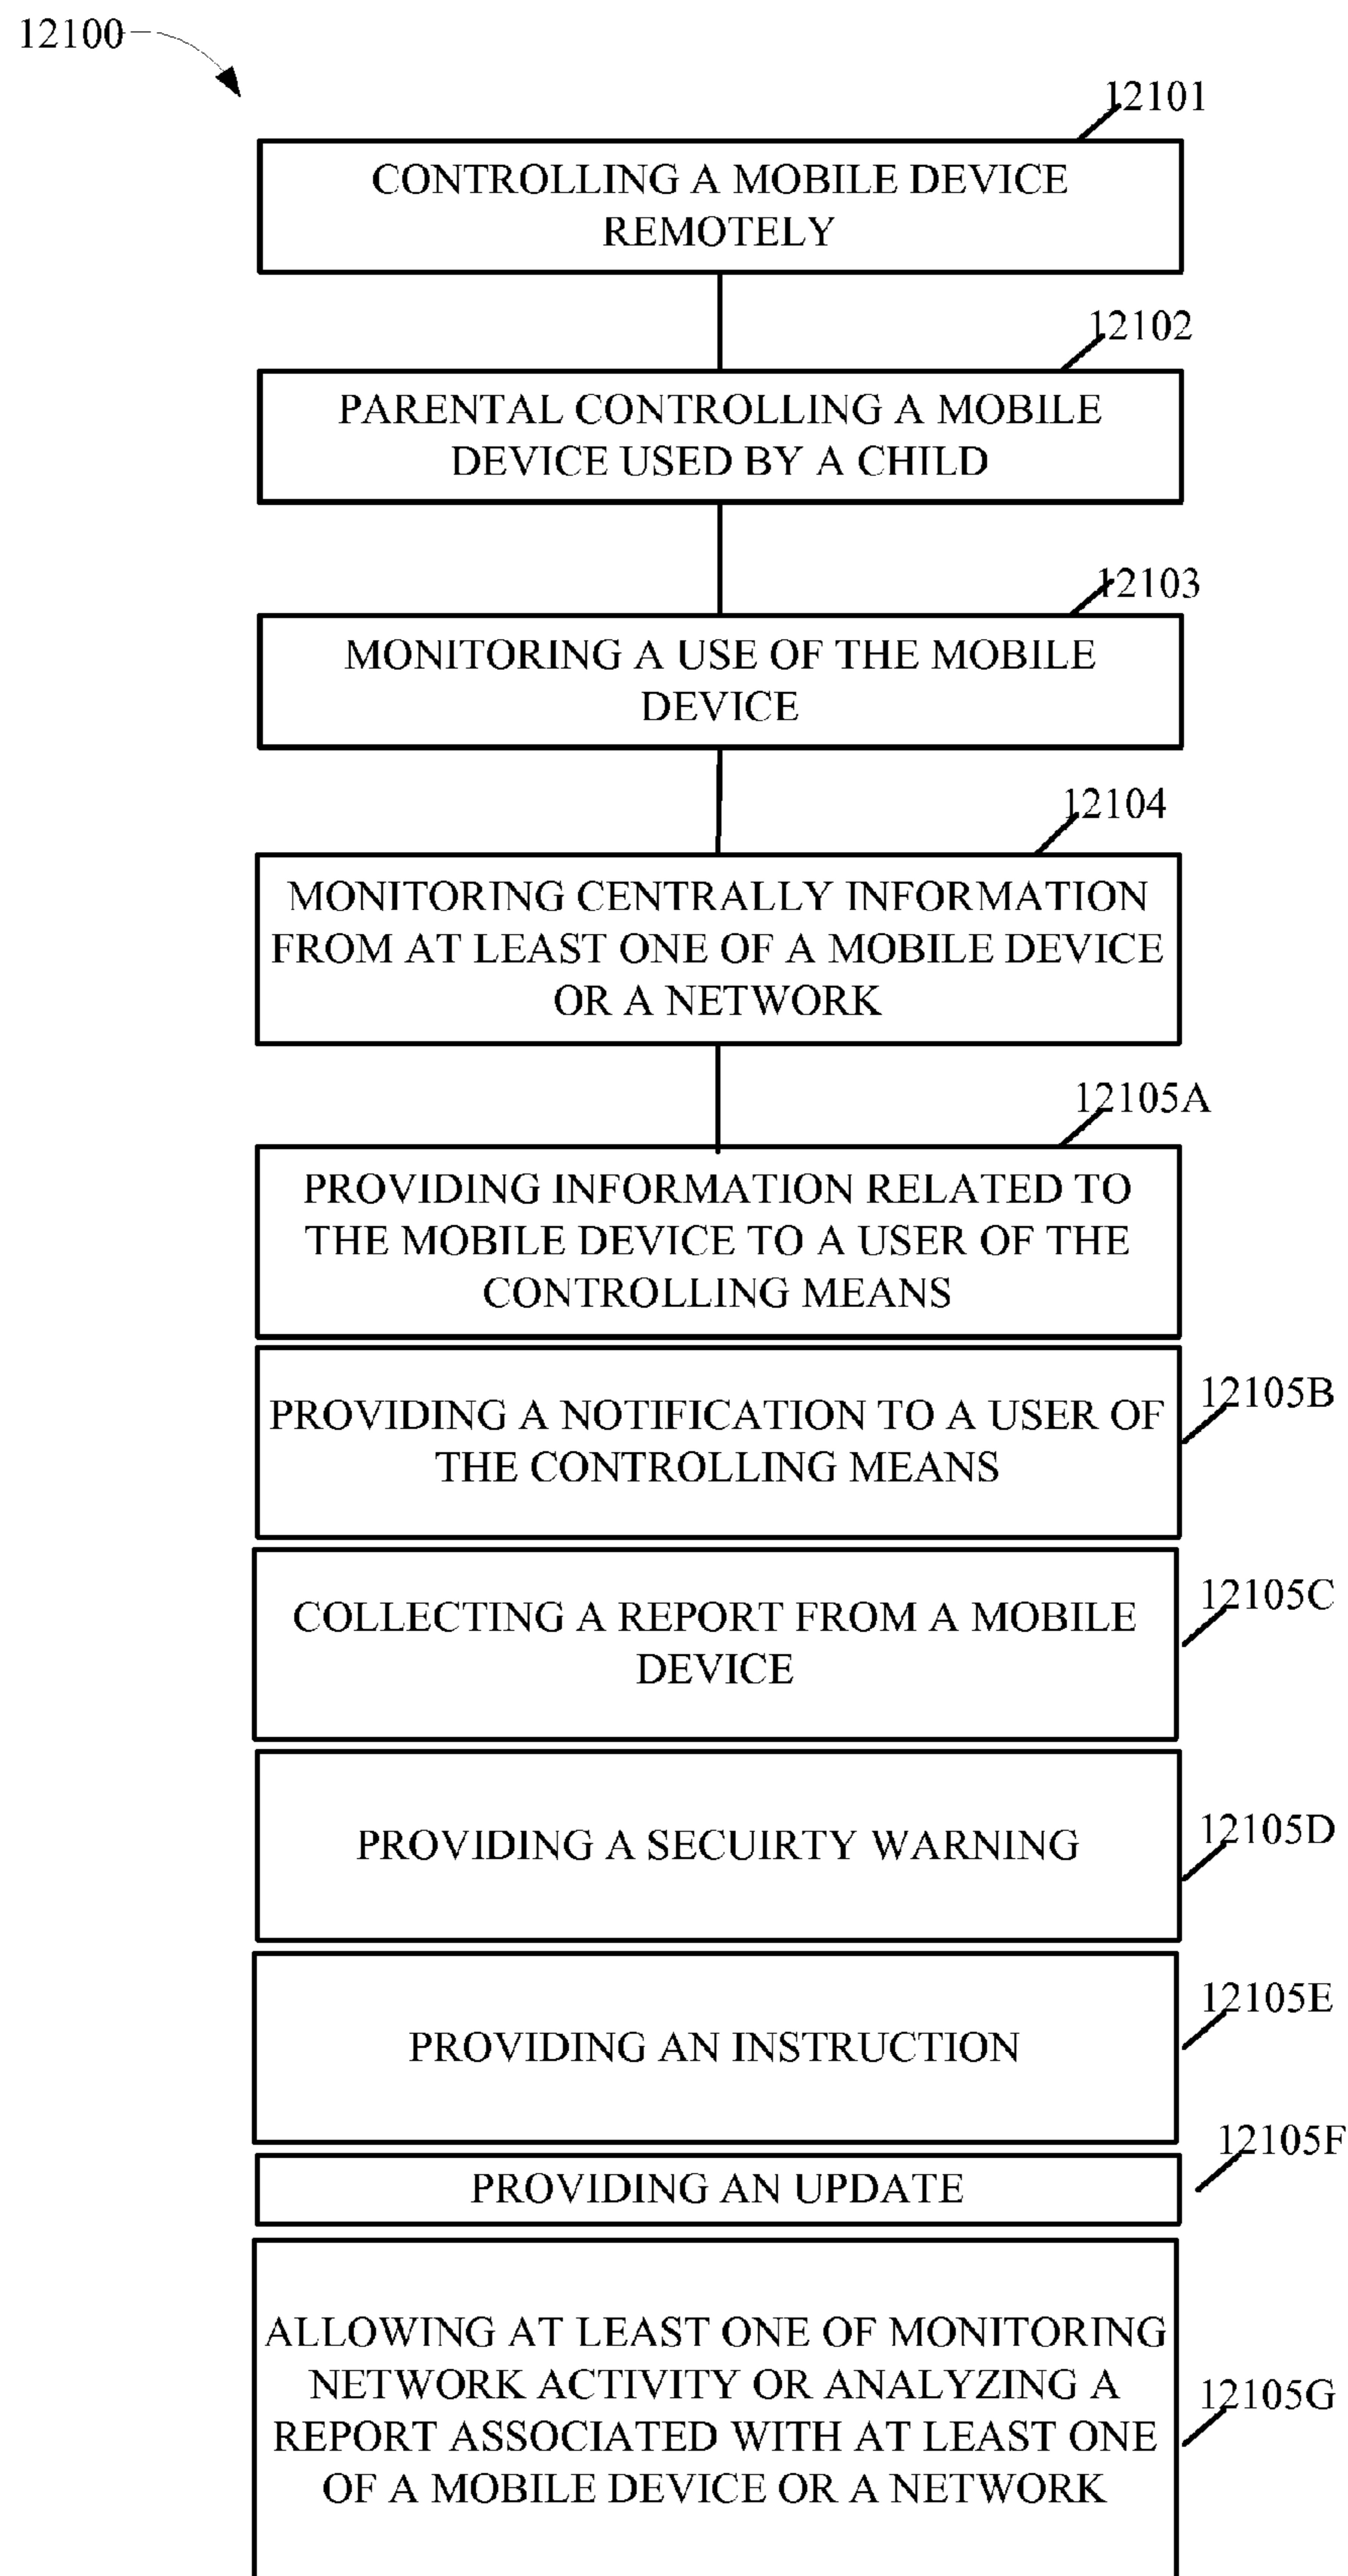 12100
12101
CONTROLLING A MOBILE DEVICE
REMOTELY
12102
PARENTAL CONTROLLING A MOBILE
DEVICE USED BY A CHILD
12103
MONITORING A USE OF THE MOBILE
DEVICE
12104
MONITORING CENTRALLY INFORMATION
FROM AT LEAST ONE OF A MOBILE DEVICE
OR A NETWORK
12105A
PROVIDING INFORMATION RELATED TO
THE MOBILE DEVICE TO A USER OF THE
CONTROLLING MEANS
12105B
PROVIDING A NOTIFICATION TO A USER OF
THE CONTROLLING MEANS
12105C
COLLECTING A REPORT FROM A MOBILE
DEVICE
12105D
PROVIDING A SECUIRTY WARNING
12105E
PROVIDING AN INSTRUCTION
12105F
PROVIDING AN UPDATE
12105G
ALLOWING AT LEAST ONE OF MONITORING
NETWORK ACTIVITY OR ANALYZING A
REPORT ASSOCIATED WITH AT LEAST ONE
OF A MOBILE DEVICE OR A NETWORK